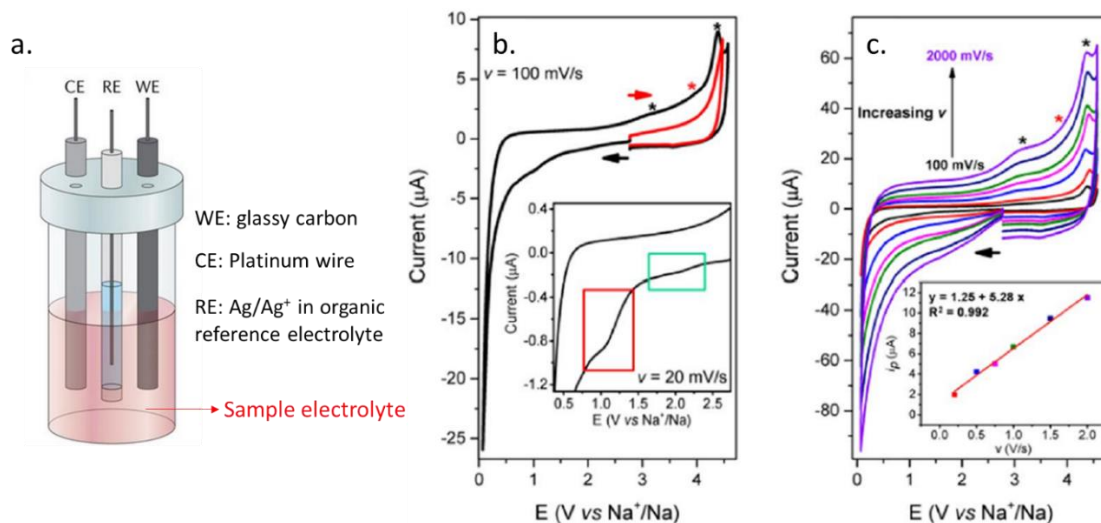 a.
CE RE WE
WE: glassy carbon
CE: Platinum wire
RE: Ag/Ag⁺ in organic
reference electrolyte
Sample electrolyte
b.
10
5
0
-5
-10
-15
-20
-25
Current (µA)
v = 100 mV/s
*
*
*
0.4
0.0
-0.4
-0.8
-1.2
Current (µA)
v = 20 mV/s
0.5 1.0 1.5 2.0 2.5
E (V vs Na⁺/Na)
0 1 2 3 4
E (V vs Na⁺/Na)
c.
60
40
20
0
-20
-40
-60
-80
Current (µA)
2000 mV/s
Increasing v
100 mV/s
*
*
*
y = 1.25 + 5.28 x
R² = 0.992
12
10
8
6
4
2
0
iₚ (µA)
0.0 0.5 1.0 1.5 2.0
v (V/s)
0 1 2 3 4
E (V vs Na⁺/Na)